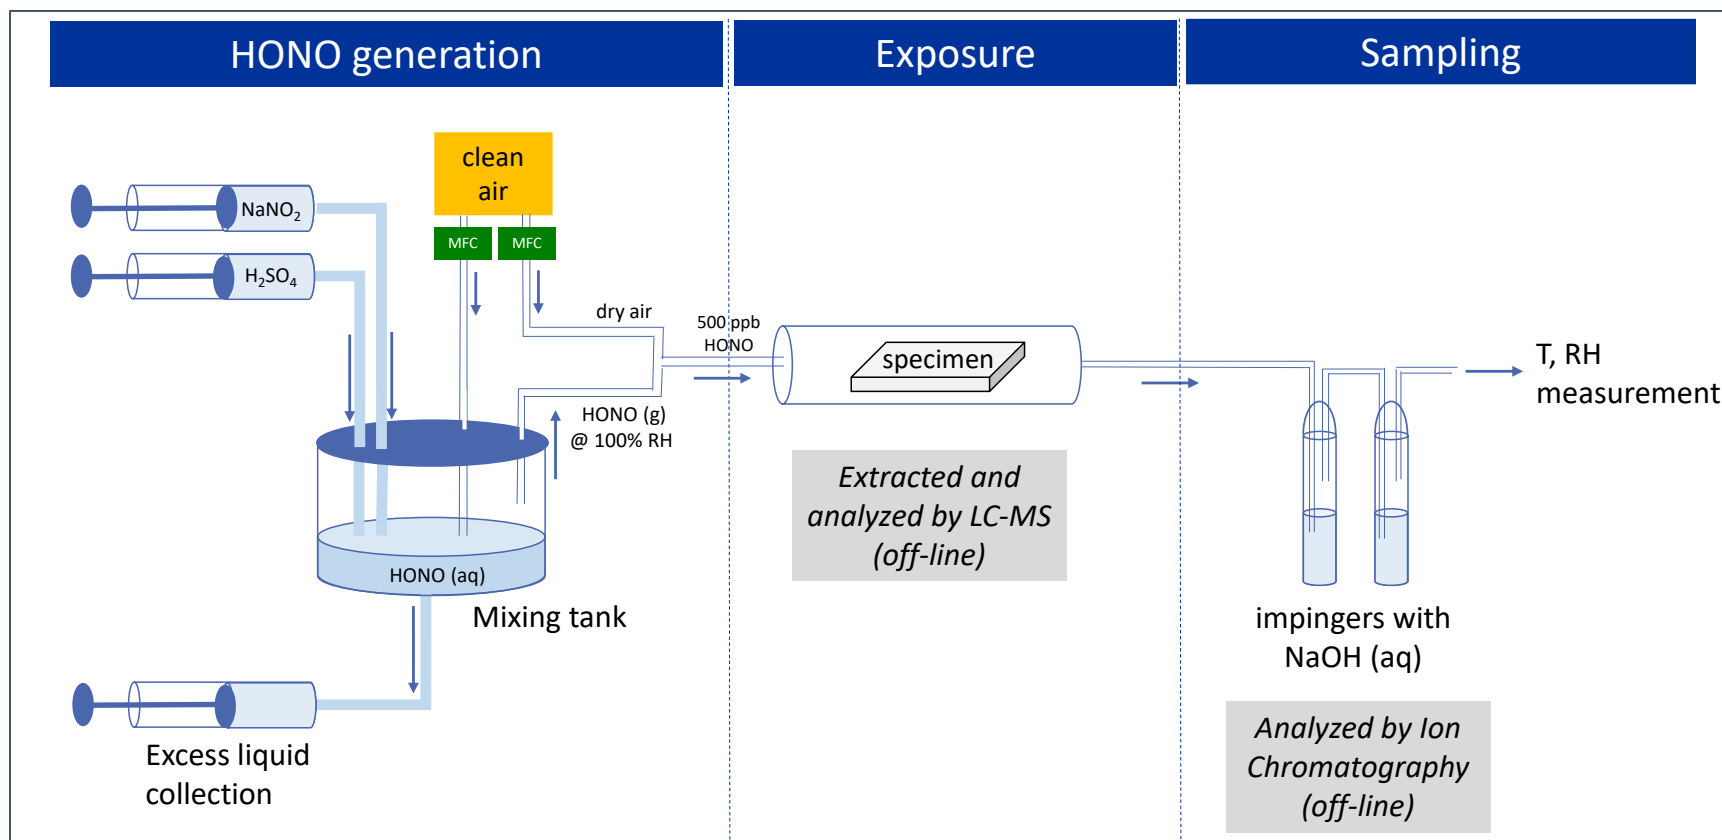 HONO generation
Exposure
Sampling
clean
air
NaNO₂
H₂SO₄
MFC
MFC
dry air
500 ppb
HONO
HONO (g)
@ 100% RH
specimen
T, RH
measurement
HONO (aq)
Mixing tank
Extracted and
analyzed by LC-MS
(off-line)
impingers with
NaOH (aq)
Excess liquid
collection
Analyzed by Ion
Chromatography
(off-line)